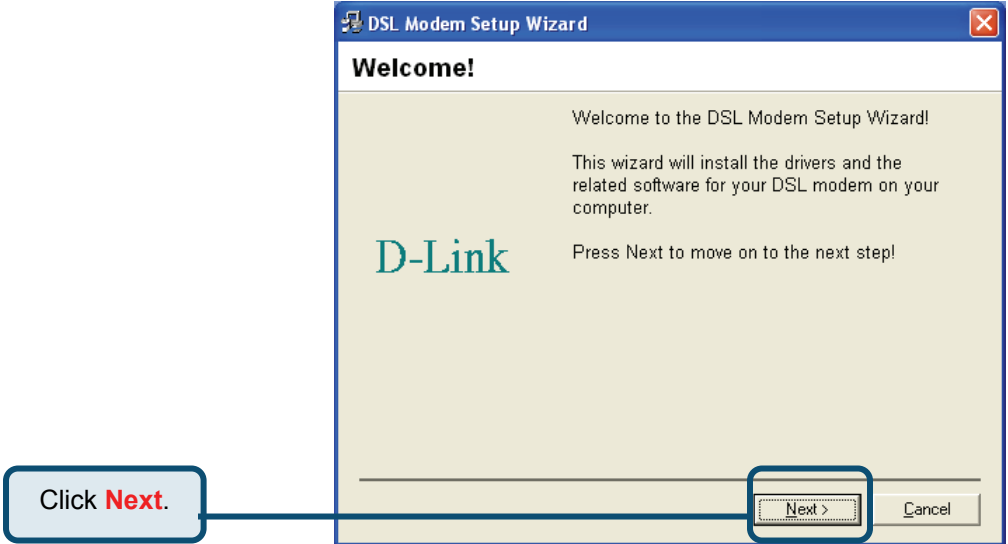 DSL Modem Setup Wizard
Welcome!
Welcome to the DSL Modem Setup Wizard!
This wizard will install the drivers and the
related software for your DSL modem on your
computer.
D-Link
Press Next to move on to the next step!
Click Next.
Next >
Cancel